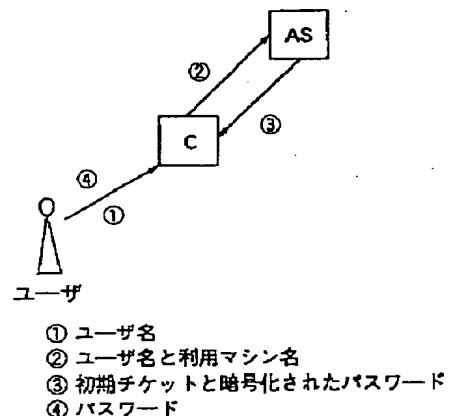 AS
②
③
C
④
①
ユーザ
① ユーザ名
② ユーザ名と利用マシン名
③ 初期チケットと暗号化されたパスワード
④ パスワード